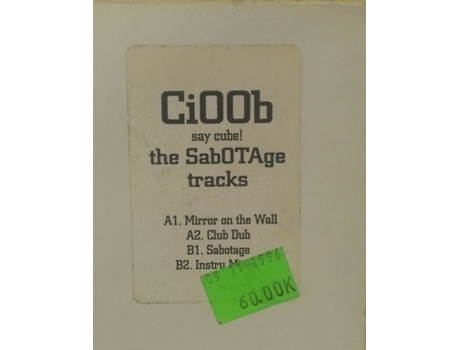 CiOOb
say cube!
the SabOTAge
tracks
A1. Mirror on the Wall
A2. Club Dub
B1. Sabotage
B2. Instru
1996
60.00K